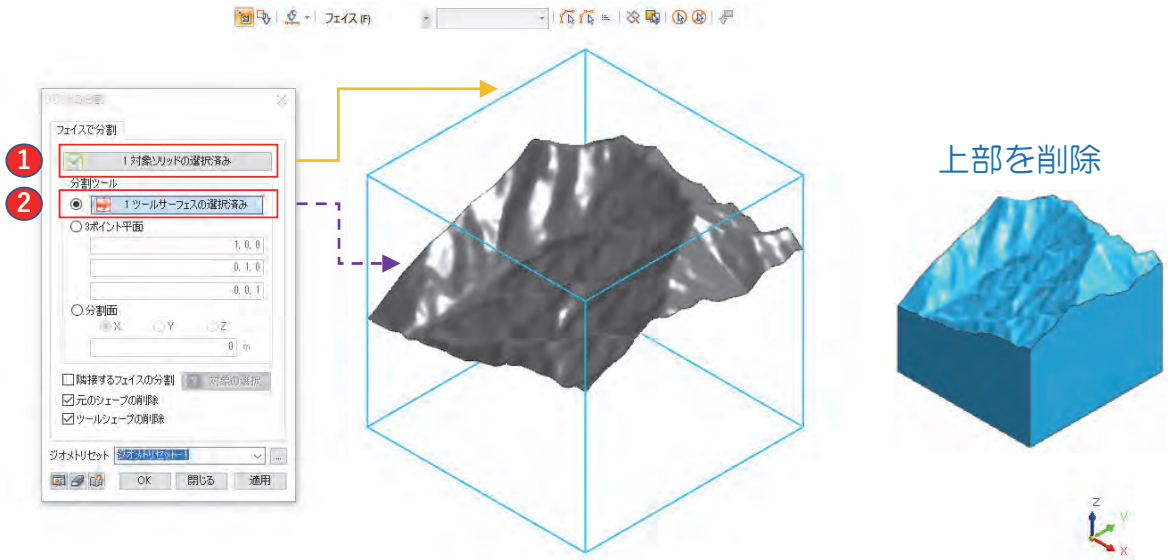 フェイス (F)
フェイスで分割
1
1 対象ソリッドの選択済み
分割ツール
2
1 ツールサーフェスの選択済み
3ポイント平面
1, 0, 0
0, 1, 0
0, 0, 1
分割面
X
Y
Z
0
m
隣接するフェイスの分割
対象の選択
元のシェープの削除
ツールシェープの削除
ジオメトリセット
ジオメトリセット-1
...
OK
閉じる
適用
上部を削除
Z
Y
X